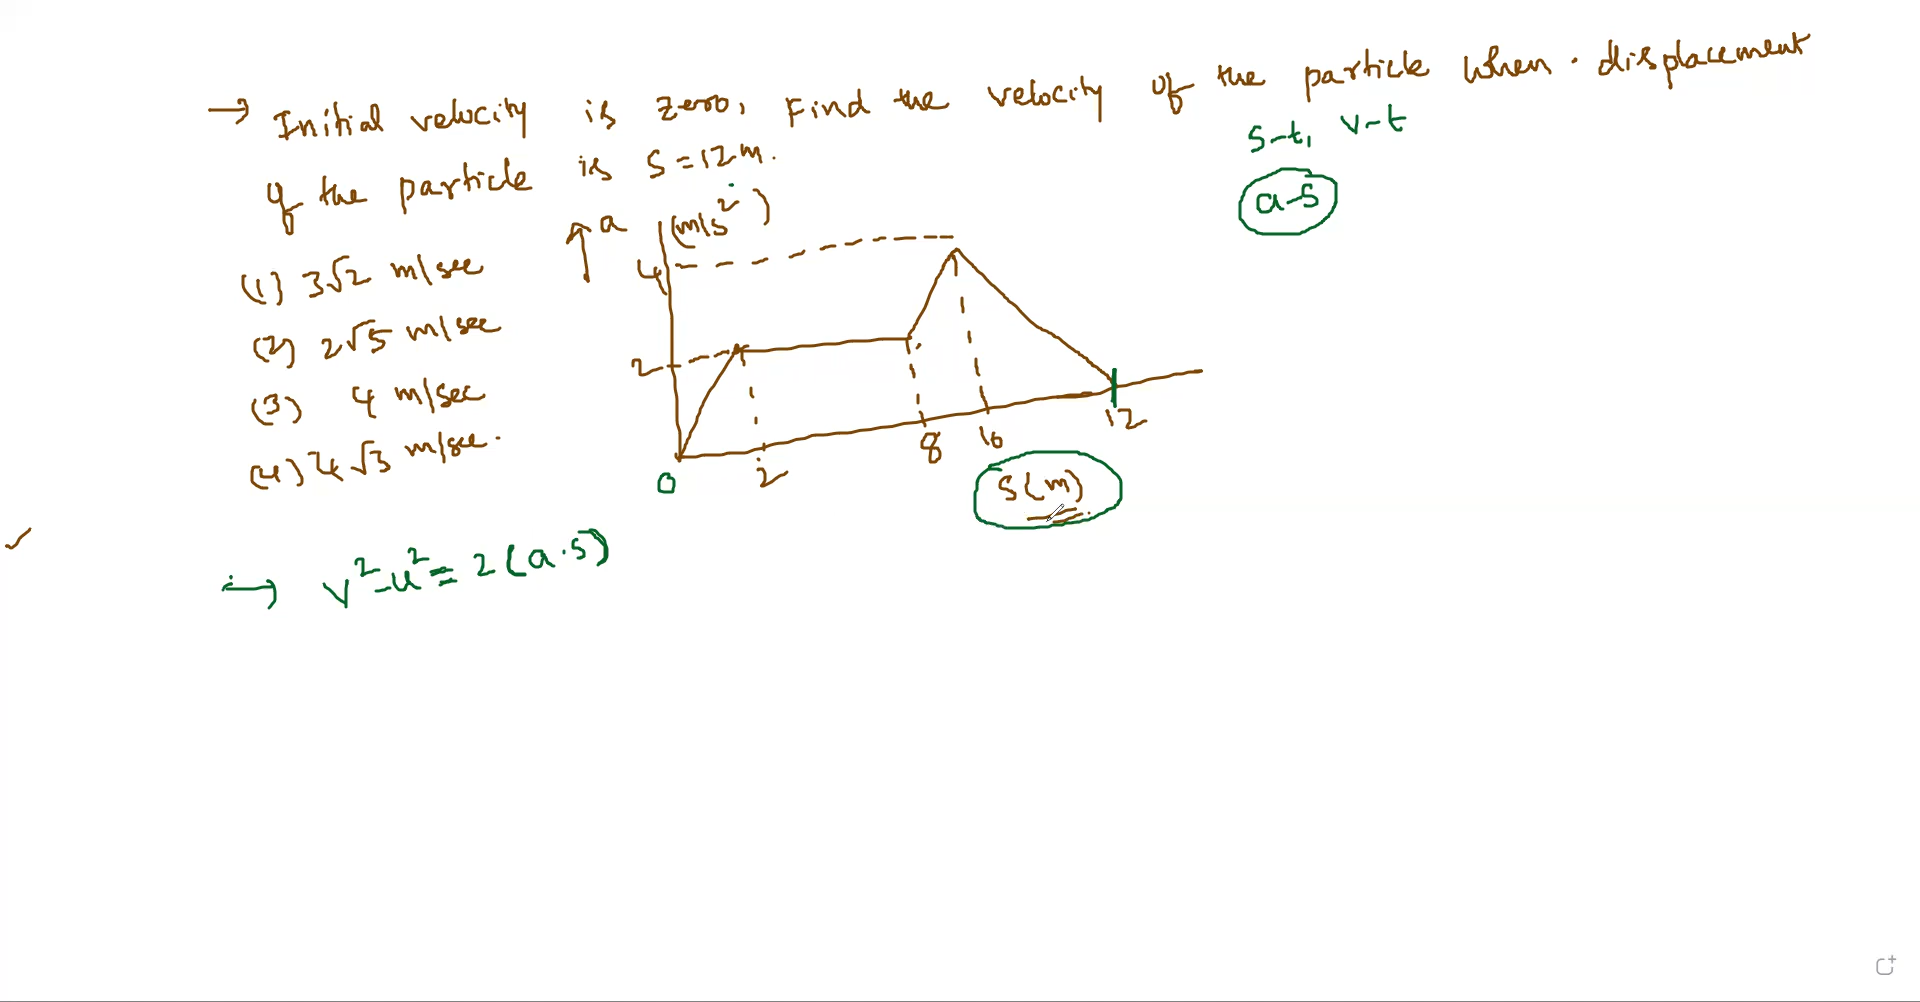 → Initial velocity is zero, Find the velocity of the particle when displacement
of the particle is S = 12m.
S-t, V-t
a-s
↑ a (m/s²)
(1) 3√2 m/sec
(2) 2√5 m/sec
(3) 4 m/sec
(4) 4√3 m/sec.
4
2
0 2 8 10 12
S(m)
→ V²-u² = 2(a.s)